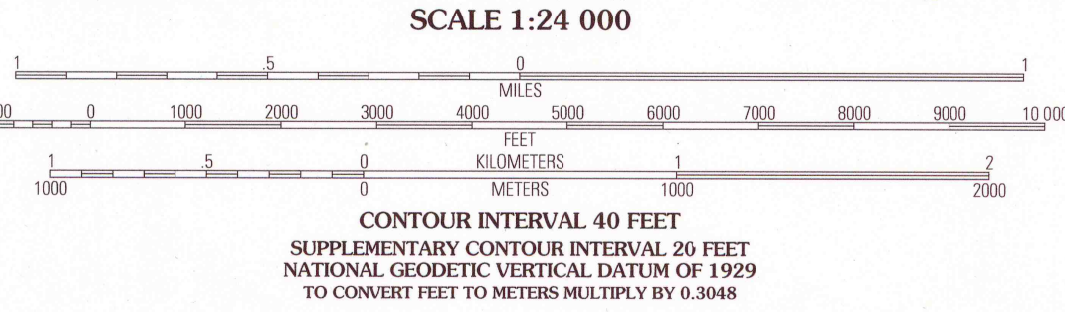 SCALE 1:24 000
1 .5 0 1
MILES
00 0 1000 2000 3000 4000 5000 6000 7000 8000 9000 10 000
FEET
1 .5 0 KILOMETERS 1 2
1000 0 METERS 1000 2000
CONTOUR INTERVAL 40 FEET
SUPPLEMENTARY CONTOUR INTERVAL 20 FEET
NATIONAL GEODETIC VERTICAL DATUM OF 1929
TO CONVERT FEET TO METERS MULTIPLY BY 0.3048